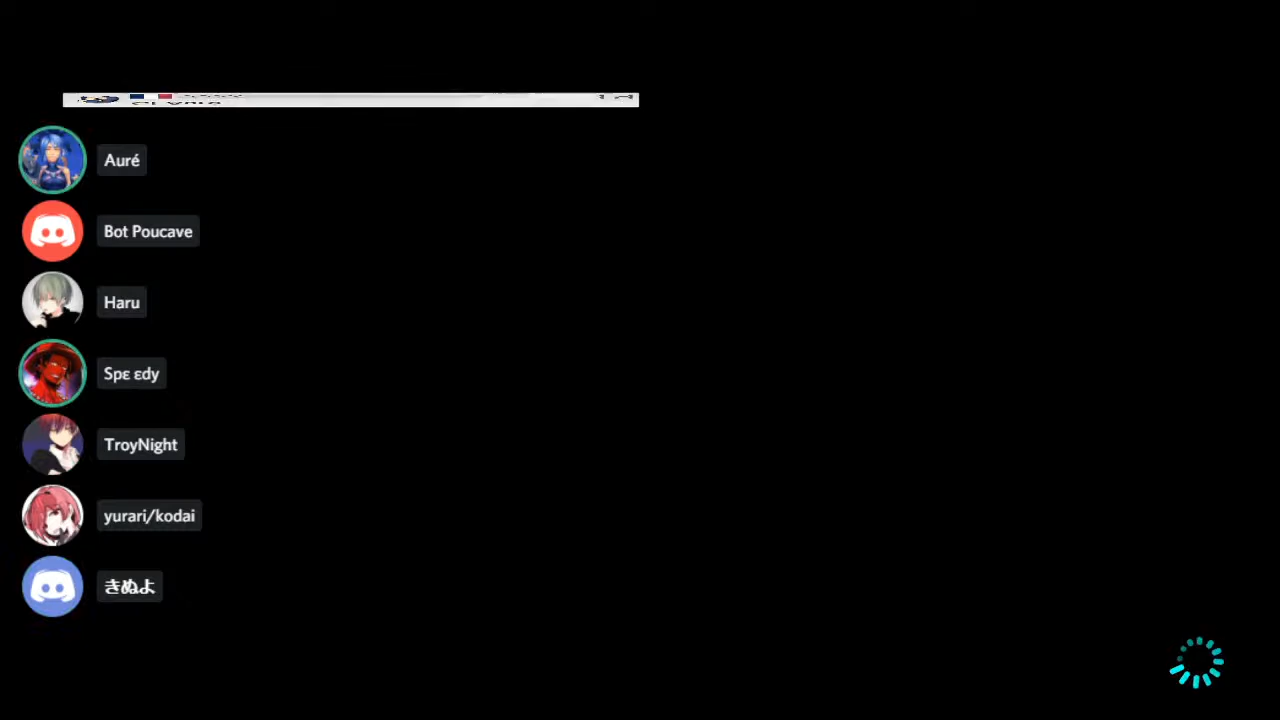 Auré
Bot Poucave
Haru
Spε εdy
TroyNight
yurari/kodai
きぬよ